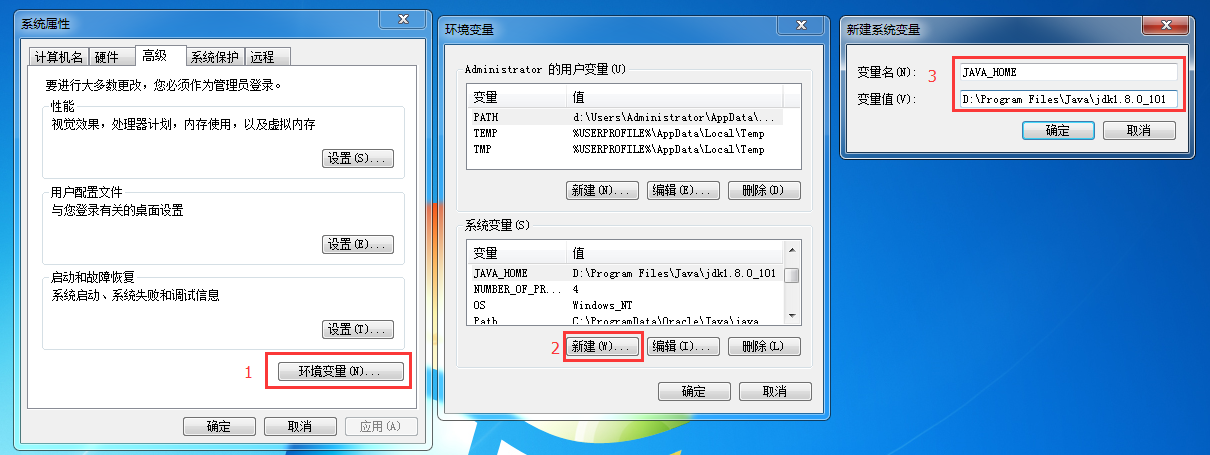 系统属性
计算机名 硬件 高级 系统保护 远程
要进行大多数更改，您必须作为管理员登录。
性能
视觉效果，处理器计划，内存使用，以及虚拟内存
设置(S)...
用户配置文件
与您登录有关的桌面设置
设置(E)...
启动和故障恢复
系统启动、系统失败和调试信息
设置(T)...
1
环境变量(N)...
确定 取消 应用(A)
环境变量
Administrator 的用户变量(U)
变量 值
PATH d:\Users\Administrator\AppData\...
TEMP %USERPROFILE%\AppData\Local\Temp
TMP %USERPROFILE%\AppData\Local\Temp
新建(N)... 编辑(E)... 删除(D)
系统变量(S)
变量 值
JAVA_HOME D:\Program Files\Java\jdk1.8.0_101
NUMBER_OF_PR... 4
OS Windows_NT
Path C:\ProgramData\Oracle\Java\java
2 新建(W)... 编辑(I)... 删除(L)
确定 取消
新建系统变量
变量名(N): 3 JAVA_HOME
变量值(V): D:\Program Files\Java\jdk1.8.0_101
确定 取消